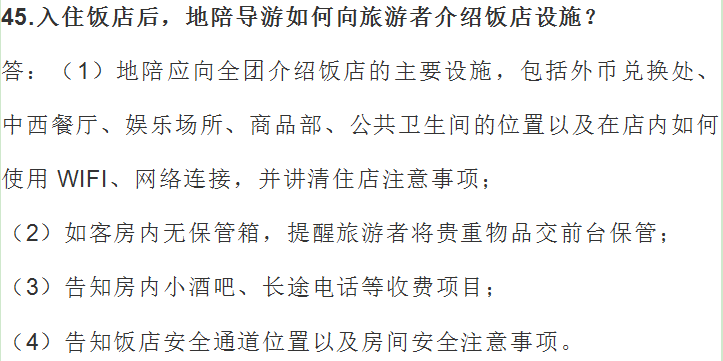 45.入住饭店后，地陪导游如何向旅游者介绍饭店设施？
答：（1）地陪应向全团介绍饭店的主要设施，包括外币兑换处、
中西餐厅、娱乐场所、商品部、公共卫生间的位置以及在店内如何
使用 WIFI、网络连接，并讲清住店注意事项；
（2）如客房内无保管箱，提醒旅游者将贵重物品交前台保管；
（3）告知房内小酒吧、长途电话等收费项目；
（4）告知饭店安全通道位置以及房间安全注意事项。